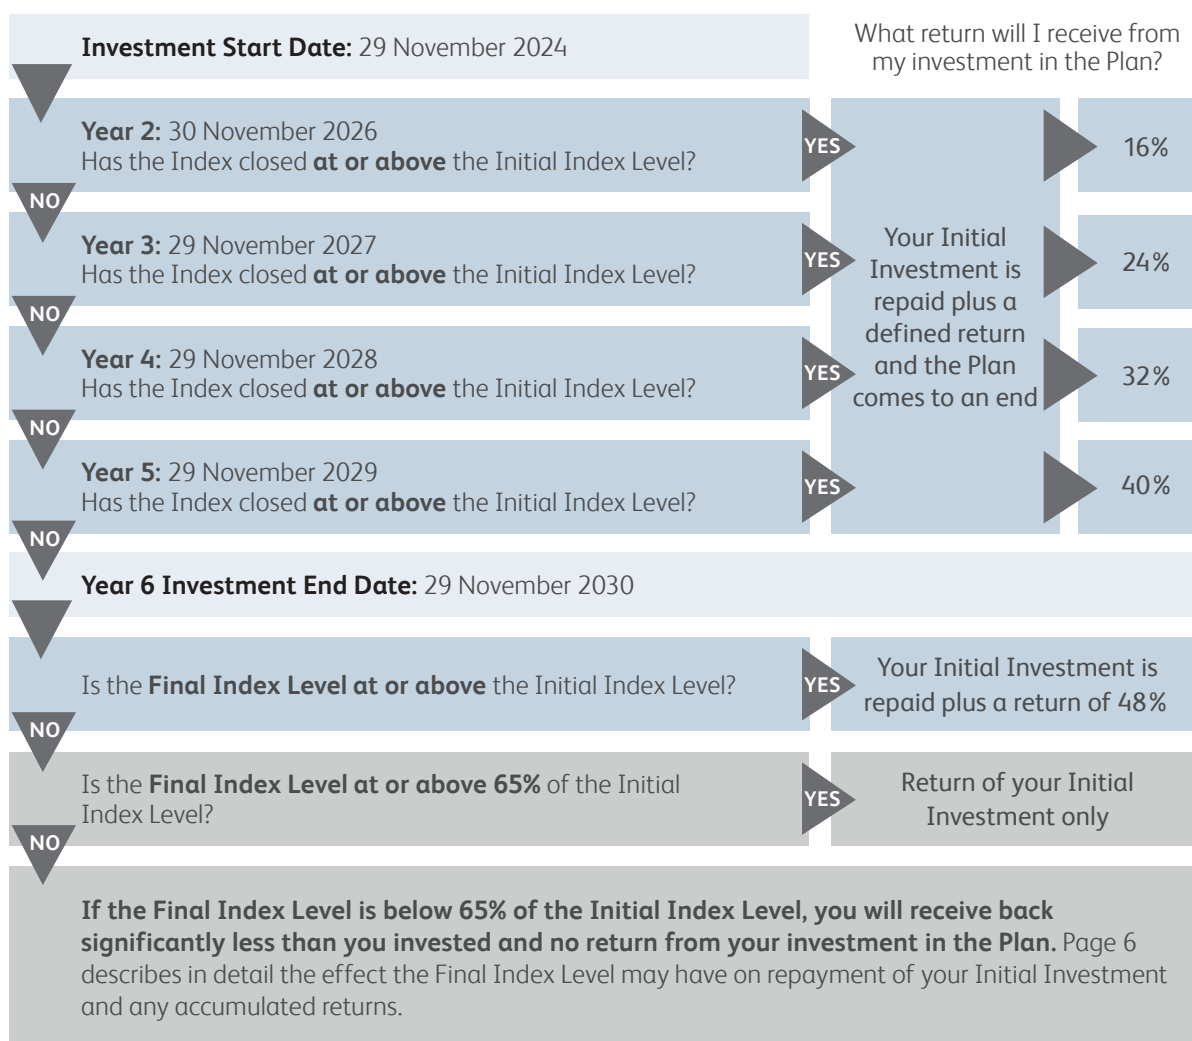 Investment Start Date: 29 November 2024
What return will I receive from
my investment in the Plan?
Year 2: 30 November 2026
Has the Index closed at or above the Initial Index Level?
YES
16%
NO
Year 3: 29 November 2027
Has the Index closed at or above the Initial Index Level?
YES
24%
NO
Year 4: 29 November 2028
Has the Index closed at or above the Initial Index Level?
YES
32%
NO
Year 5: 29 November 2029
Has the Index closed at or above the Initial Index Level?
YES
40%
Your Initial
Investment is
repaid plus a
defined return
and the Plan
comes to an end
NO
Year 6 Investment End Date: 29 November 2030
Is the Final Index Level at or above the Initial Index Level?
YES
Your Initial Investment is
repaid plus a return of 48%
NO
Is the Final Index Level at or above 65% of the Initial
Index Level?
YES
Return of your Initial
Investment only
NO
If the Final Index Level is below 65% of the Initial Index Level, you will receive back
significantly less than you invested and no return from your investment in the Plan. Page 6
describes in detail the effect the Final Index Level may have on repayment of your Initial Investment
and any accumulated returns.